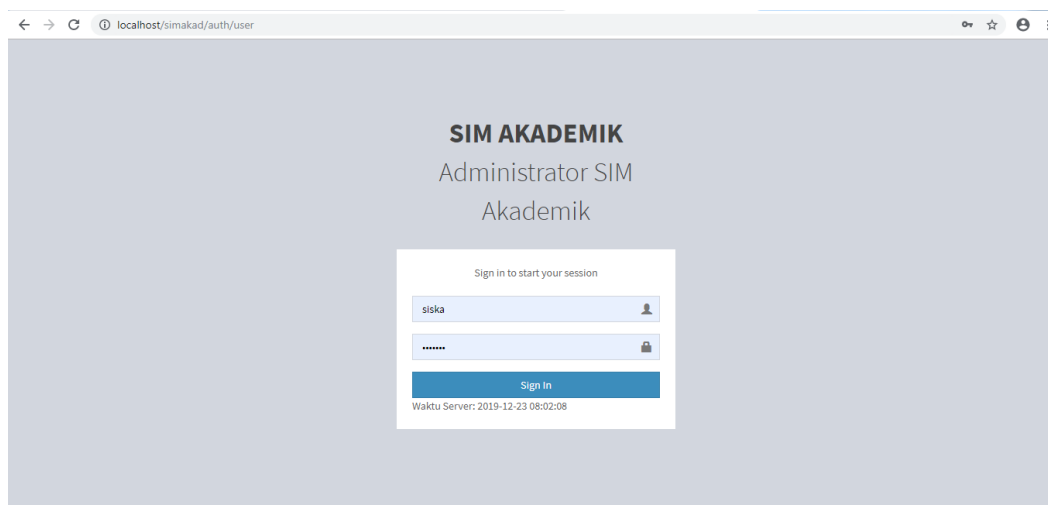 localhost/simakad/auth/user
SIM AKADEMIK
Administrator SIM
Akademik
Sign in to start your session
siska
•••••••
Sign In
Waktu Server: 2019-12-23 08:02:08